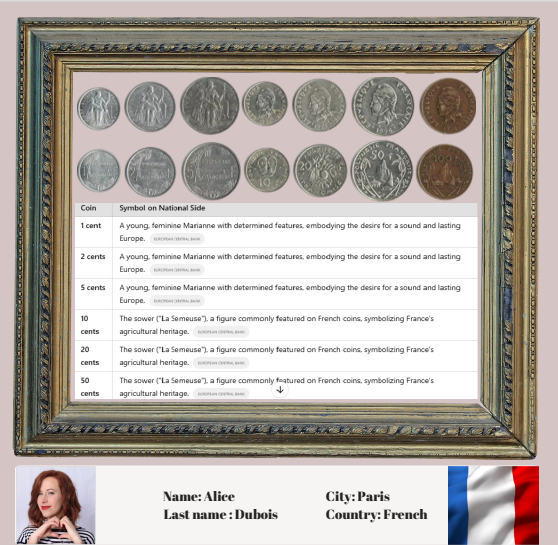 REPUBLIQUE FRANCAISE
10
20
50
100
Coin Symbol on National Side
1 cent A young, feminine Marianne with determined features, embodying the desire for a sound and lasting
Europe. EUROPEAN CENTRAL BANK
2 cents A young, feminine Marianne with determined features, embodying the desire for a sound and lasting
Europe. EUROPEAN CENTRAL BANK
5 cents A young, feminine Marianne with determined features, embodying the desire for a sound and lasting
Europe. EUROPEAN CENTRAL BANK
10 The sower ("La Semeuse"), a figure commonly featured on French coins, symbolizing France's
cents agricultural heritage. EUROPEAN CENTRAL BANK
20 The sower ("La Semeuse"), a figure commonly featured on French coins, symbolizing France's
cents agricultural heritage. EUROPEAN CENTRAL BANK
50 The sower ("La Semeuse"), a figure commonly featured on French coins, symbolizing France's
cents agricultural heritage. EUROPEAN CENTRAL BANK
Name: Alice City: Paris
Last name : Dubois Country: French